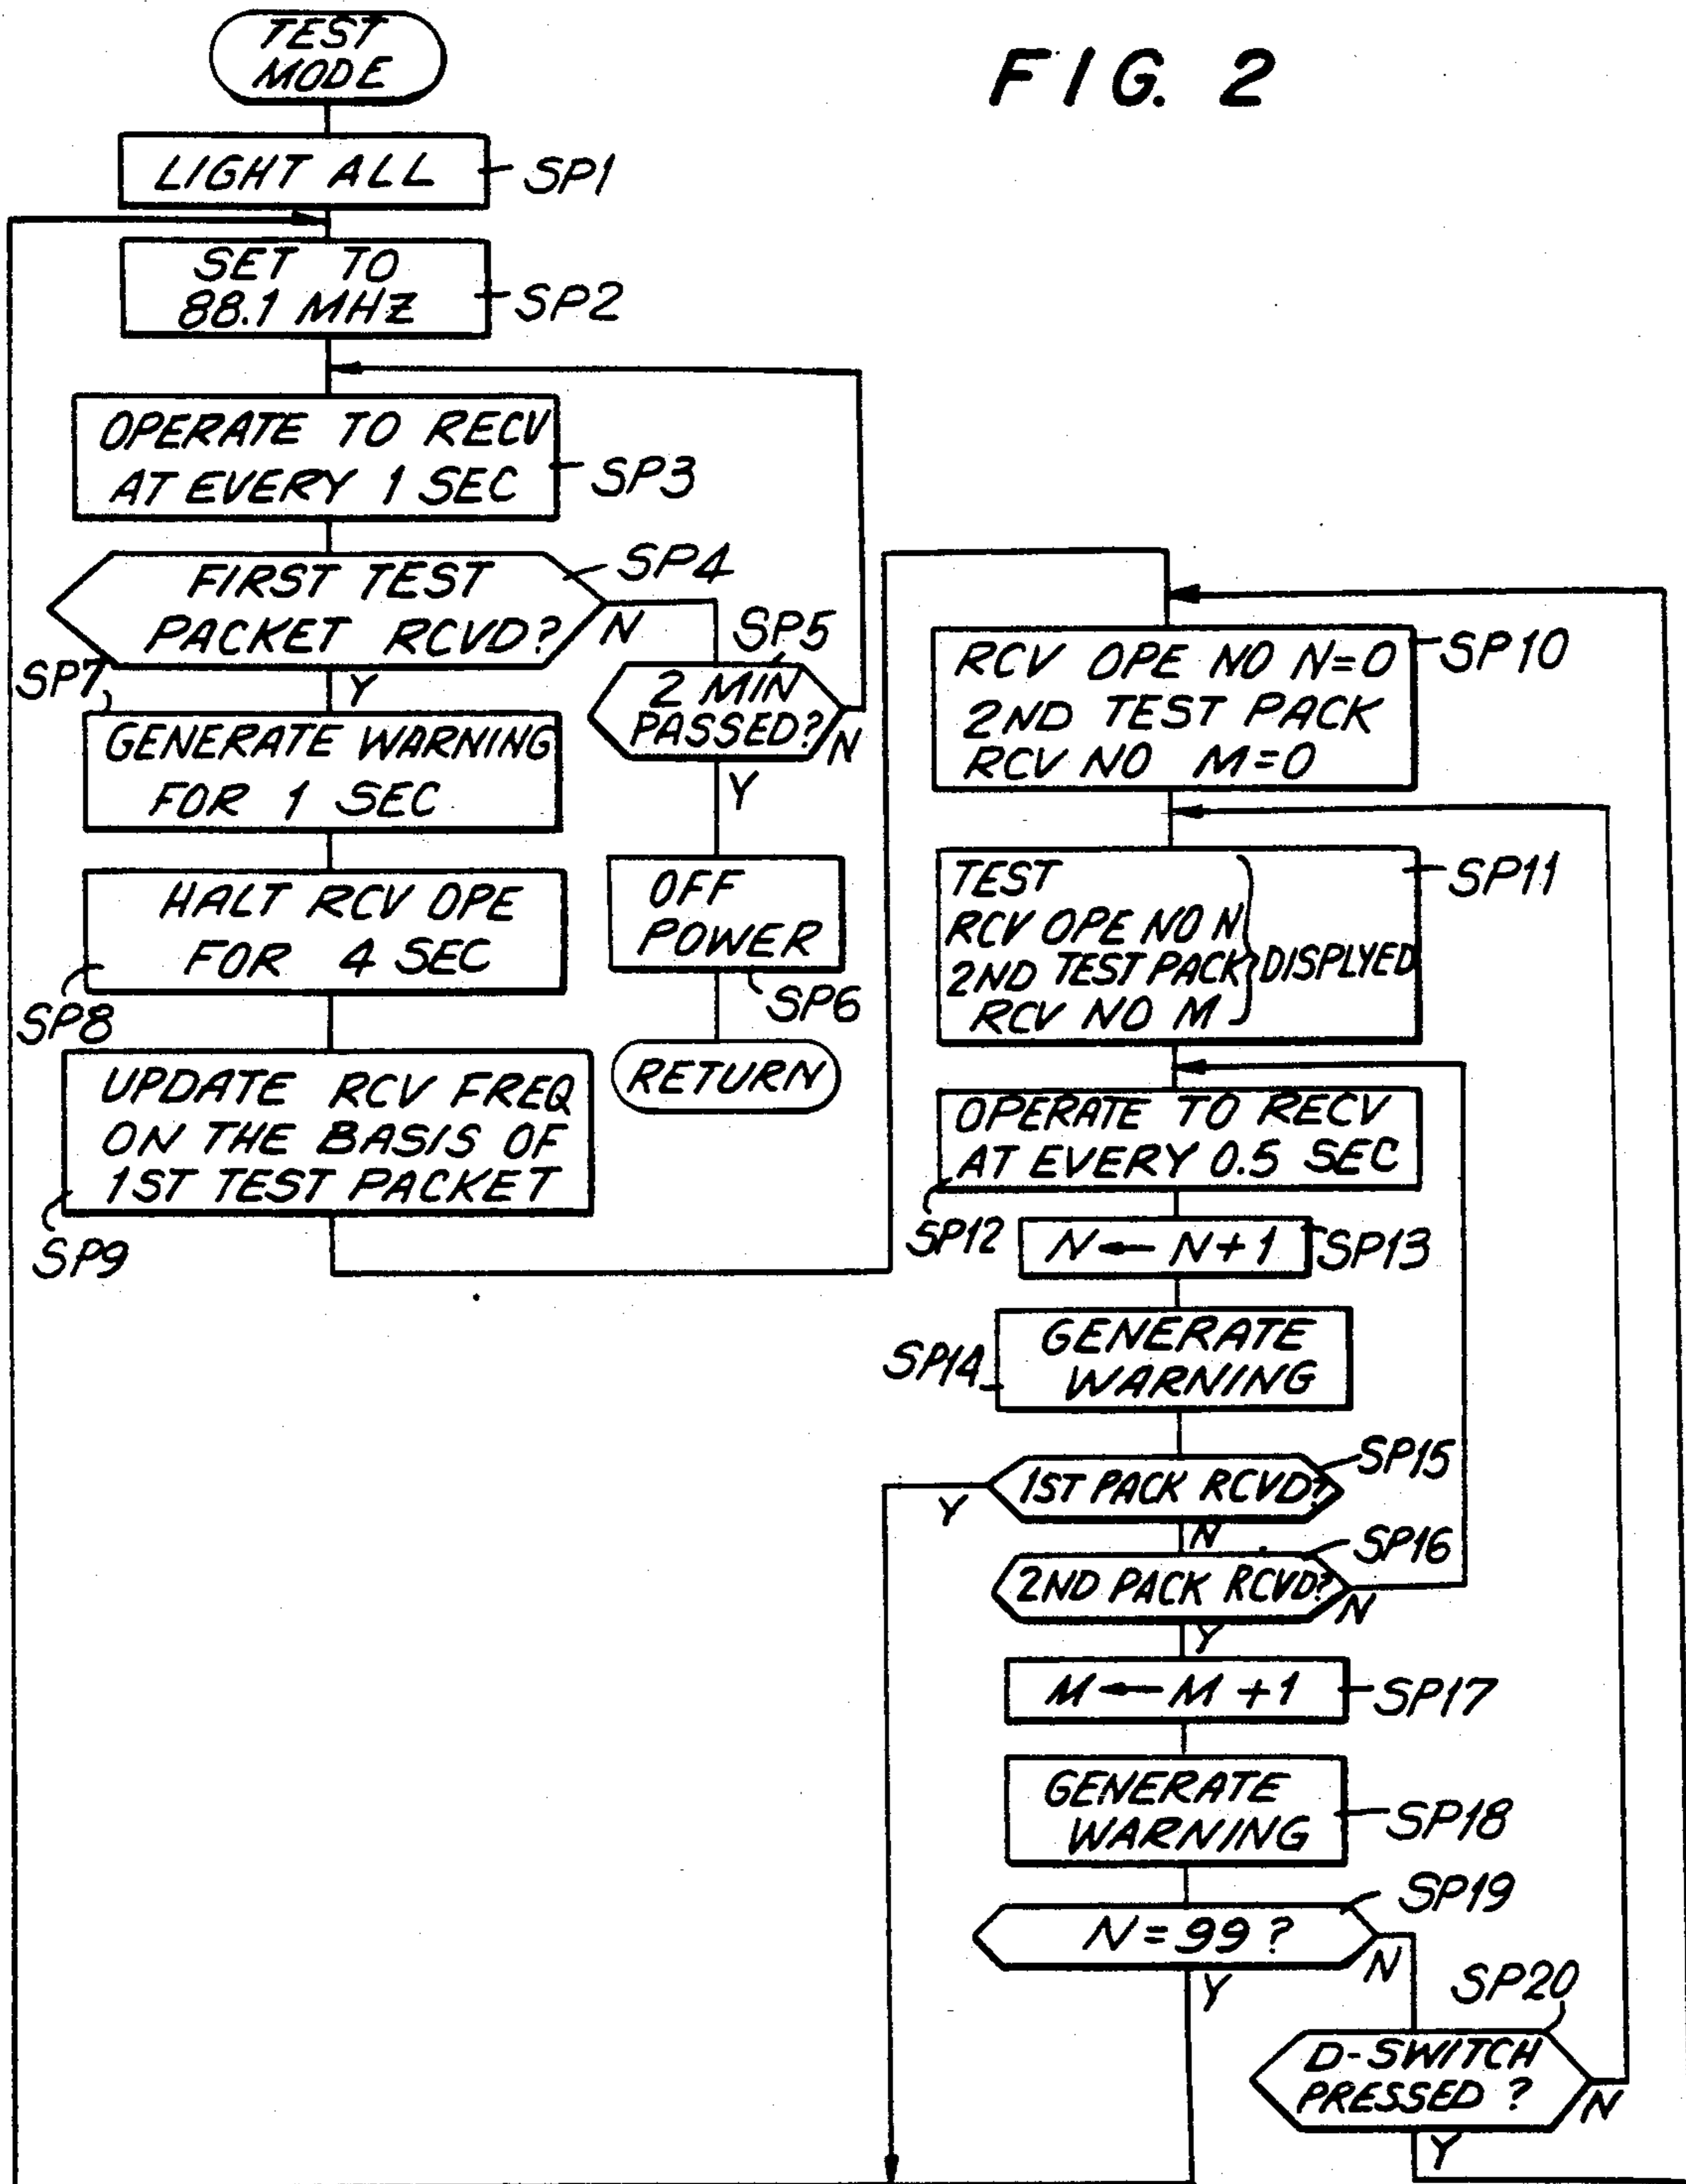 FIG. 2
TEST
MODE
LIGHT ALL
SP1
SET TO
88.1 MHZ
SP2
OPERATE TO RECV
AT EVERY 1 SEC
SP3
FIRST TEST
PACKET RCVD?
SP4
N
Y
SP5
2 MIN
PASSED?
N
Y
OFF
POWER
SP6
RETURN
SP7
GENERATE WARNING
FOR 1 SEC
HALT RCV OPE
FOR 4 SEC
SP8
UPDATE RCV FREQ
ON THE BASIS OF
1ST TEST PACKET
SP9
RCV OPE NO N=0
2ND TEST PACK
RCV NO M=0
SP10
TEST
RCV OPE NO N
2ND TEST PACK
RCV NO M
DISPLYED
SP11
OPERATE TO RECV
AT EVERY 0.5 SEC
SP12
N ← N+1
SP13
GENERATE
WARNING
SP14
1ST PACK RCVD?
SP15
Y
N
2ND PACK RCVD?
SP16
N
Y
M ← M+1
SP17
GENERATE
WARNING
SP18
N=99?
SP19
N
Y
D-SWITCH
PRESSED?
SP20
N
Y